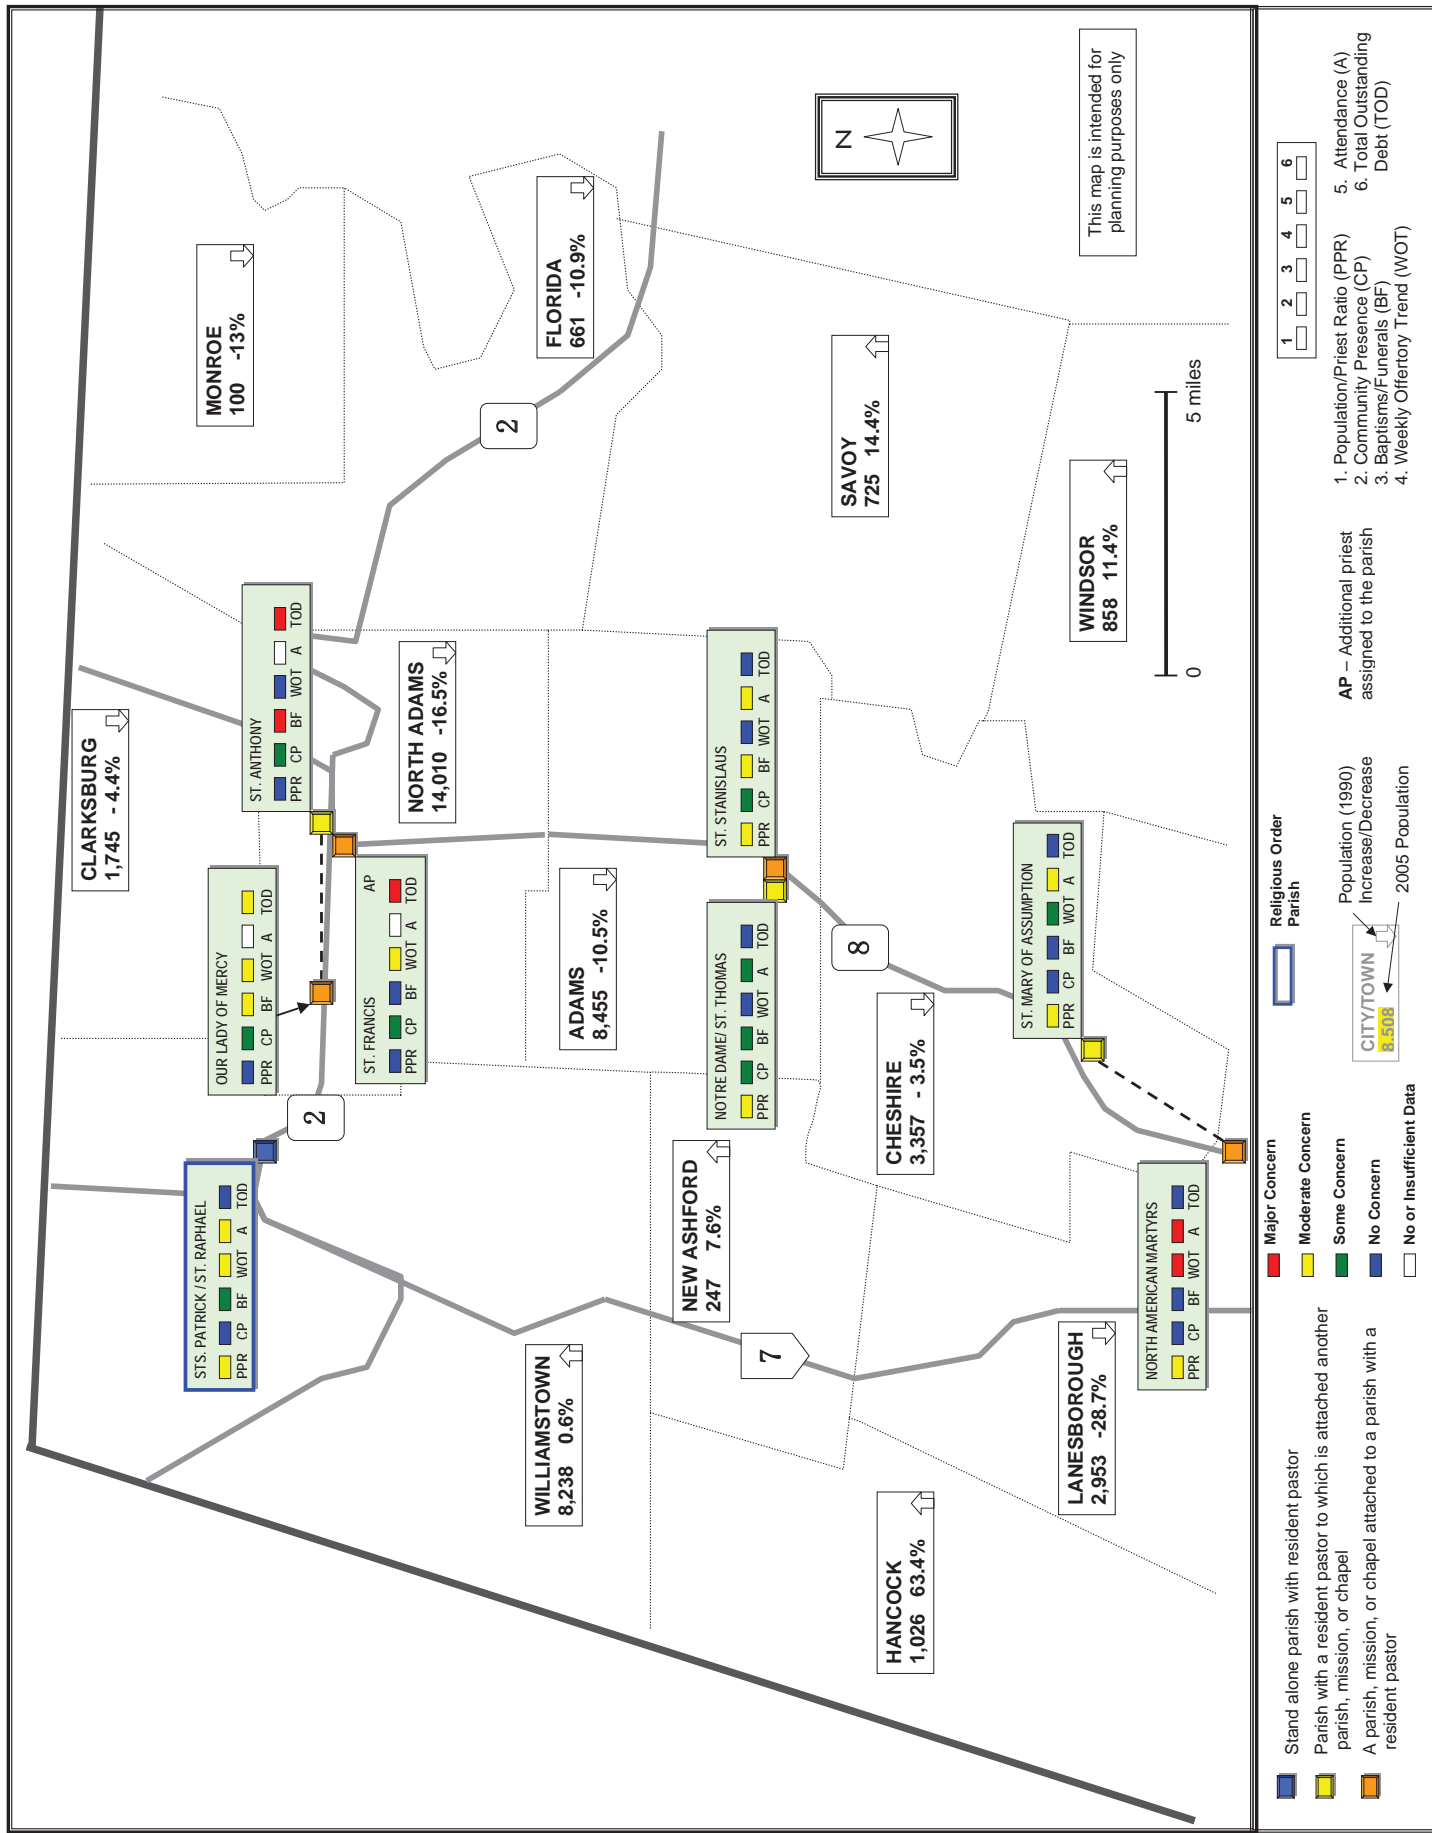 CLARKSBURG
1,745 - 4.4%
MONROE
100 -13%
STS. PATRICK / ST. RAPHAEL
PPR CP BF WOT A TOD
OUR LADY OF MERCY
PPR CP BF WOT A TOD
ST. ANTHONY
PPR CP BF WOT A TOD
2
ST. FRANCIS AP
PPR CP BF WOT A TOD
NORTH ADAMS
14,010 -16.5%
2
FLORIDA
661 -10.9%
N
WILLIAMSTOWN
8,238 0.6%
ADAMS
8,455 -10.5%
NEW ASHFORD
247 7.6%
NOTRE DAME/ ST. THOMAS
PPR CP BF WOT A TOD
ST. STANISLAUS
PPR CP BF WOT A TOD
7
8
SAVOY
725 14.4%
HANCOCK
1,026 63.4%
CHESHIRE
3,357 - 3.5%
LANESBOROUGH
2,953 -28.7%
ST. MARY OF ASSUMPTION
PPR CP BF WOT A TOD
WINDSOR
858 11.4%
This map is intended for
planning purposes only
NORTH AMERICAN MARTYRS
PPR CP BF WOT A TOD
0 5 miles
Stand alone parish with resident pastor
Parish with a resident pastor to which is attached another
parish, mission, or chapel
A parish, mission, or chapel attached to a parish with a
resident pastor
Major Concern
Moderate Concern
Some Concern
No Concern
No or Insufficient Data
Religious Order
Parish
CITY/TOWN
8.508
Population (1990)
Increase/Decrease
2005 Population
AP – Additional priest
assigned to the parish
1 2 3 4 5 6
1. Population/Priest Ratio (PPR)
2. Community Presence (CP)
3. Baptisms/Funerals (BF)
4. Weekly Offertory Trend (WOT)
5. Attendance (A)
6. Total Outstanding
Debt (TOD)